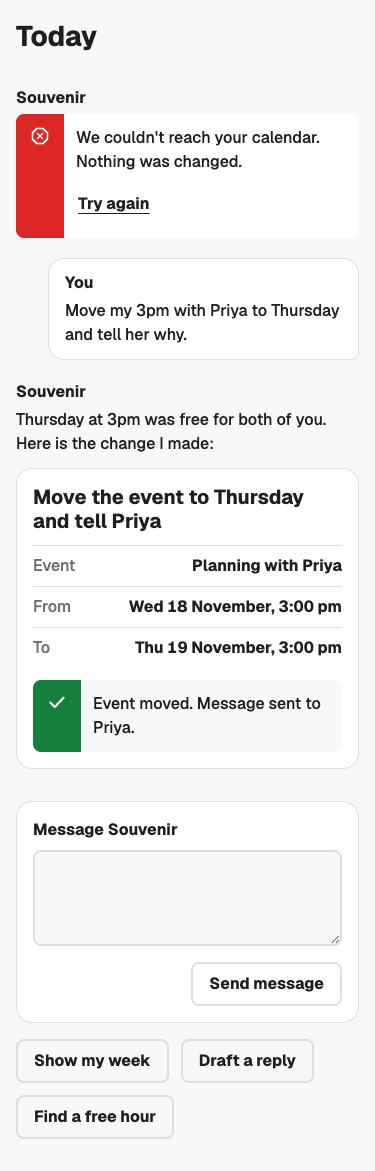 Today
Souvenir
We couldn't reach your calendar.
Nothing was changed.
Try again
You
Move my 3pm with Priya to Thursday
and tell her why.
Souvenir
Thursday at 3pm was free for both of you.
Here is the change I made:
Move the event to Thursday
and tell Priya
Event Planning with Priya
From Wed 18 November, 3:00 pm
To Thu 19 November, 3:00 pm
Event moved. Message sent to
Priya.
Message Souvenir
Send message
Show my week Draft a reply
Find a free hour